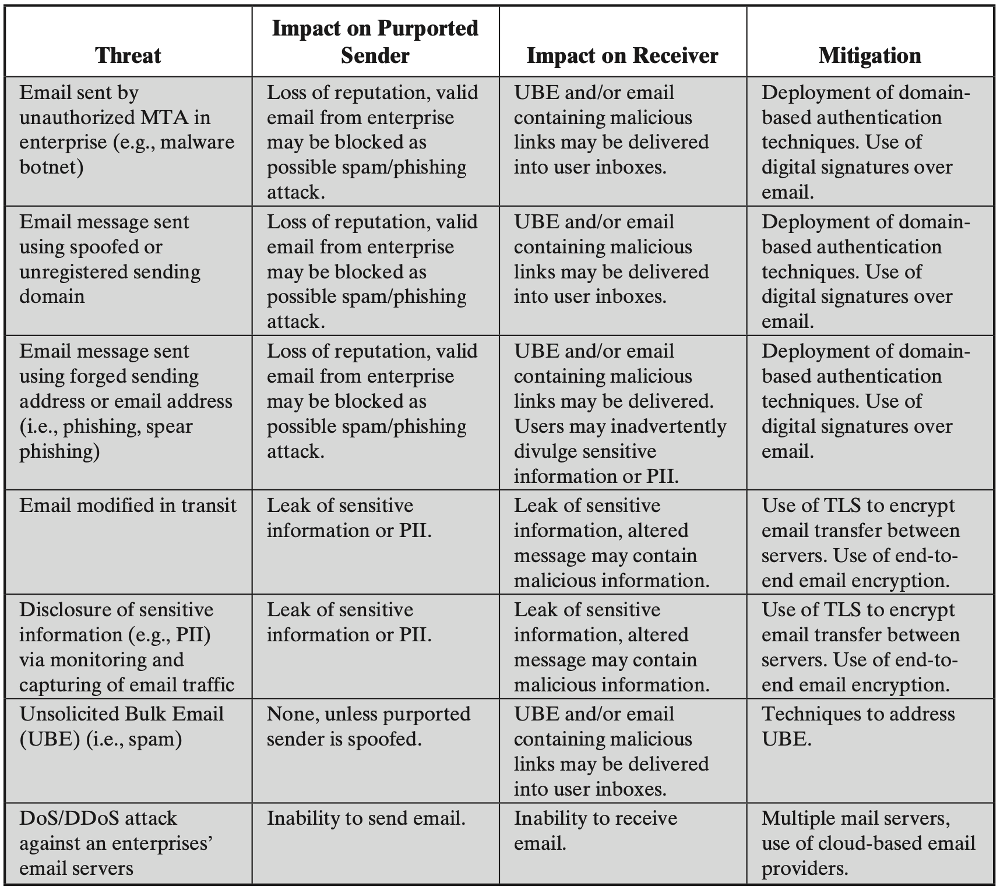 Threat
Impact on Purported
Sender
Impact on Receiver
Mitigation
Email sent by
unauthorized MTA in
enterprise (e.g., malware
botnet)
Loss of reputation, valid
email from enterprise
may be blocked as
possible spam/phishing
attack.
UBE and/or email
containing malicious
links may be delivered
into user inboxes.
Deployment of domain-
based authentication
techniques. Use of
digital signatures over
email.
Email message sent
using spoofed or
unregistered sending
domain
Loss of reputation, valid
email from enterprise
may be blocked as
possible spam/phishing
attack.
UBE and/or email
containing malicious
links may be delivered
into user inboxes.
Deployment of domain-
based authentication
techniques. Use of
digital signatures over
email.
Email message sent
using forged sending
address or email address
(i.e., phishing, spear
phishing)
Loss of reputation, valid
email from enterprise
may be blocked as
possible spam/phishing
attack.
UBE and/or email
containing malicious
links may be delivered.
Users may inadvertently
divulge sensitive
information or PII.
Deployment of domain-
based authentication
techniques. Use of
digital signatures over
email.
Email modified in transit
Leak of sensitive
information or PII.
Leak of sensitive
information, altered
message may contain
malicious information.
Use of TLS to encrypt
email transfer between
servers. Use of end-to-
end email encryption.
Disclosure of sensitive
information (e.g., PII)
via monitoring and
capturing of email traffic
Leak of sensitive
information or PII.
Leak of sensitive
information, altered
message may contain
malicious information.
Use of TLS to encrypt
email transfer between
servers. Use of end-to-
end email encryption.
Unsolicited Bulk Email
(UBE) (i.e., spam)
None, unless purported
sender is spoofed.
UBE and/or email
containing malicious
links may be delivered
into user inboxes.
Techniques to address
UBE.
DoS/DDoS attack
against an enterprises’
email servers
Inability to send email.
Inability to receive
email.
Multiple mail servers,
use of cloud-based email
providers.